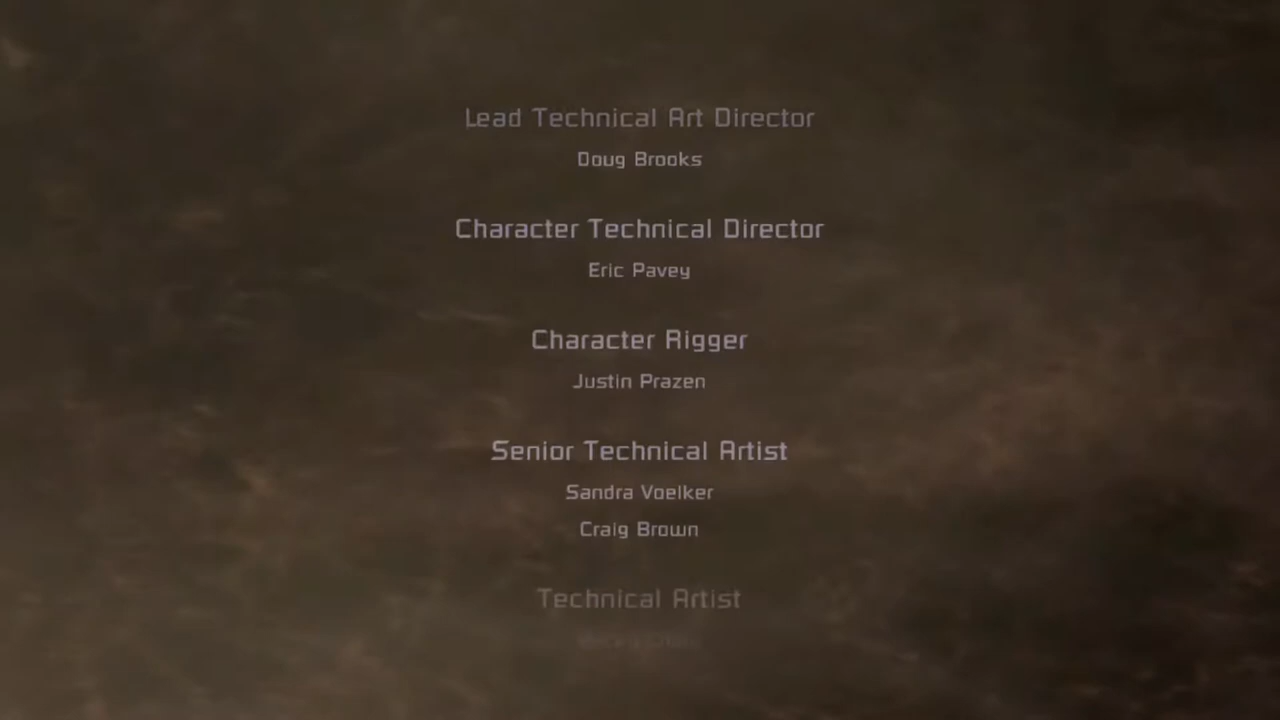 Lead Technical Art Director
Doug Brooks
Character Technical Director
Eric Pavey
Character Rigger
Justin Prazen
Senior Technical Artist
Sandra Voelker
Craig Brown
Technical Artist